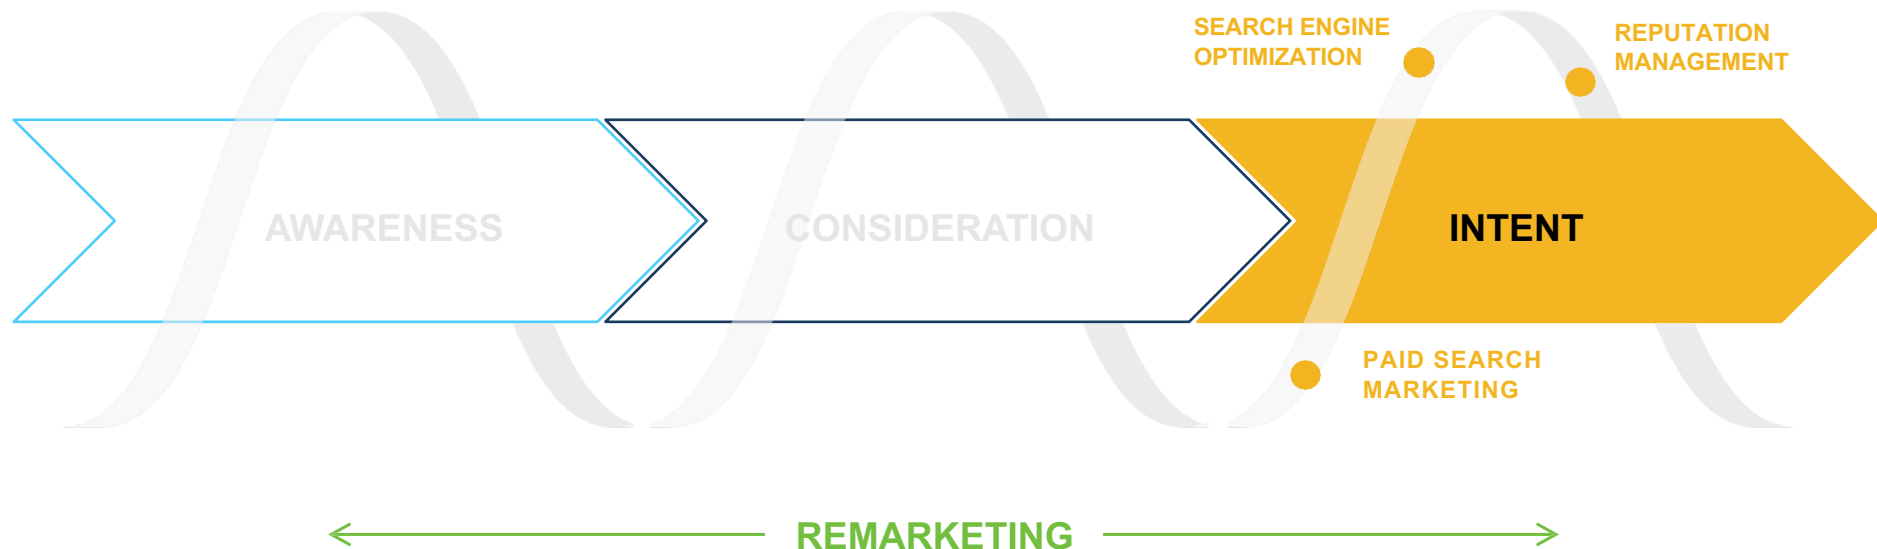 SEARCH ENGINE
OPTIMIZATION
REPUTATION
MANAGEMENT
AWARENESS
CONSIDERATION
INTENT
PAID SEARCH
MARKETING
REMARKETING